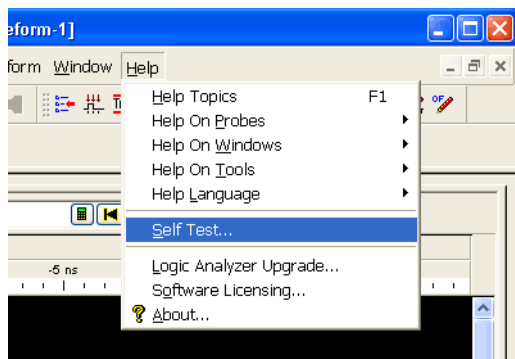 eform-1]
form Window Help
Help Topics F1
Help On Probes
Help On Windows
Help On Tools
Help Language
Self Test...
-5 ns
Logic Analyzer Upgrade...
Software Licensing...
About...